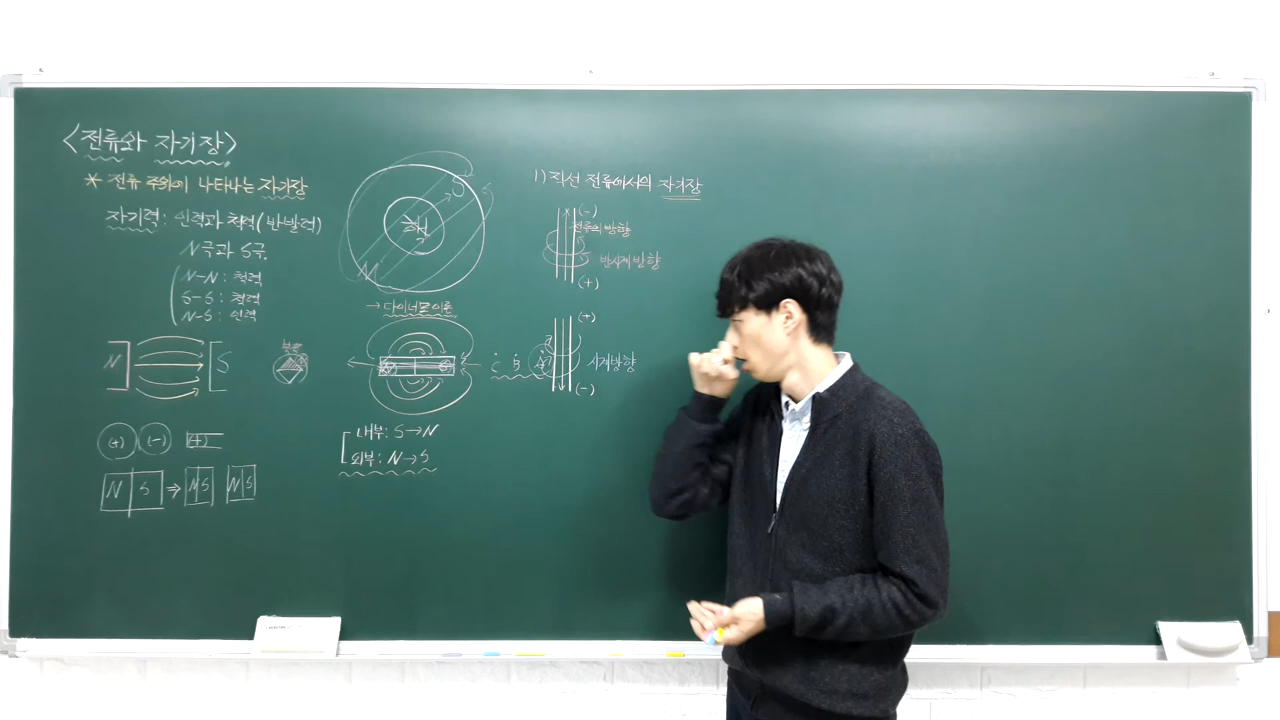 <전류와 자기장>
* 전류 주위에 나타나는 자기장
자기력: 인력과 척력(반발력)
N극과 S극.
N-N: 척력
S-S: 척력
N-S: 인력
N S
북극
(+) (-) (+)
N S ⇒ N S N S
핵
S
N
→ 다이너모이론
C B A
내부: S→N
외부: N→S
1) 직선 전류에서의 자기장
(-)
전류의 방향
반시계 방향
(+)
(+)
시계방향
(-)